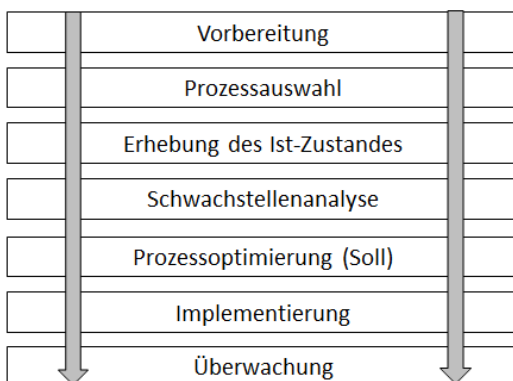 Vorbereitung
Prozessauswahl
Erhebung des Ist-Zustandes
Schwachstellenanalyse
Prozessoptimierung (Soll)
Implementierung
Überwachung